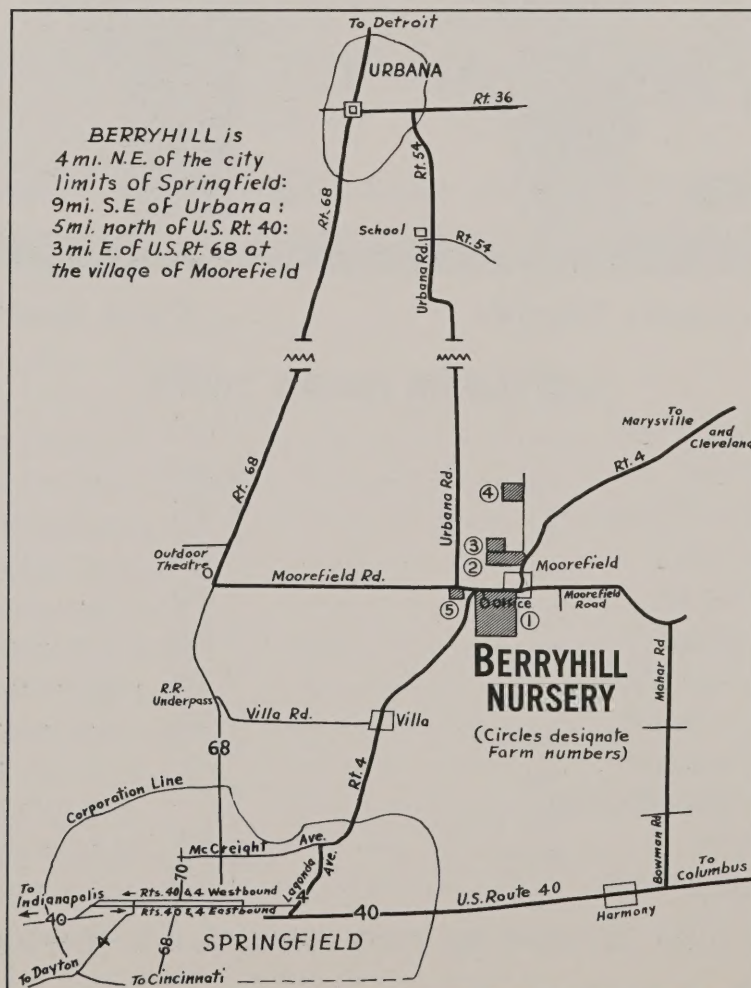 To Detroit
URBANA
Rt. 36
BERRYHILL is
4 mi. N.E. of the city
limits of Springfield:
9 mi. S.E of Urbana :
5 mi. north of U.S. Rt. 40:
3 mi. E. of U.S. Rt. 68 at
the village of Moorefield
Rt. 54
Rt. 68
School
Rt. 54
Urbana Rd.
To
Marysville
and
Cleveland
Rt. 4
Rt. 68
Urbana Rd.
4
3
2
Outdoor
Theatre
Moorefield
Moorefield Rd.
5
Office
1
Moorefield
Road
BERRYHILL
NURSERY
(Circles designate
Farm numbers)
Mahar Rd
R.R.
Underpass
Villa Rd.
Villa
68
Rt. 4
Corporation Line
McCreight Ave.
Lagonda Ave.
Bowman Rd
To
Columbus
To
Indianapolis
70
Rts. 40 & 4 Westbound
Rts. 40 & 4 Eastbound
40
40
U.S. Route 40
Harmony
4
68
SPRINGFIELD
To Dayton
To Cincinnati